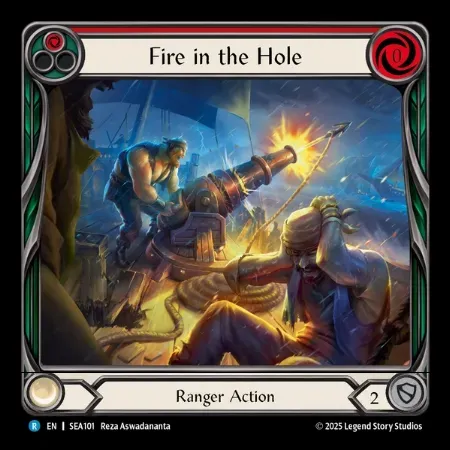 Fire in the Hole
0
Ranger Action
2
R EN | SEA101 Reza Aswadananta
© 2025 Legend Story Studios